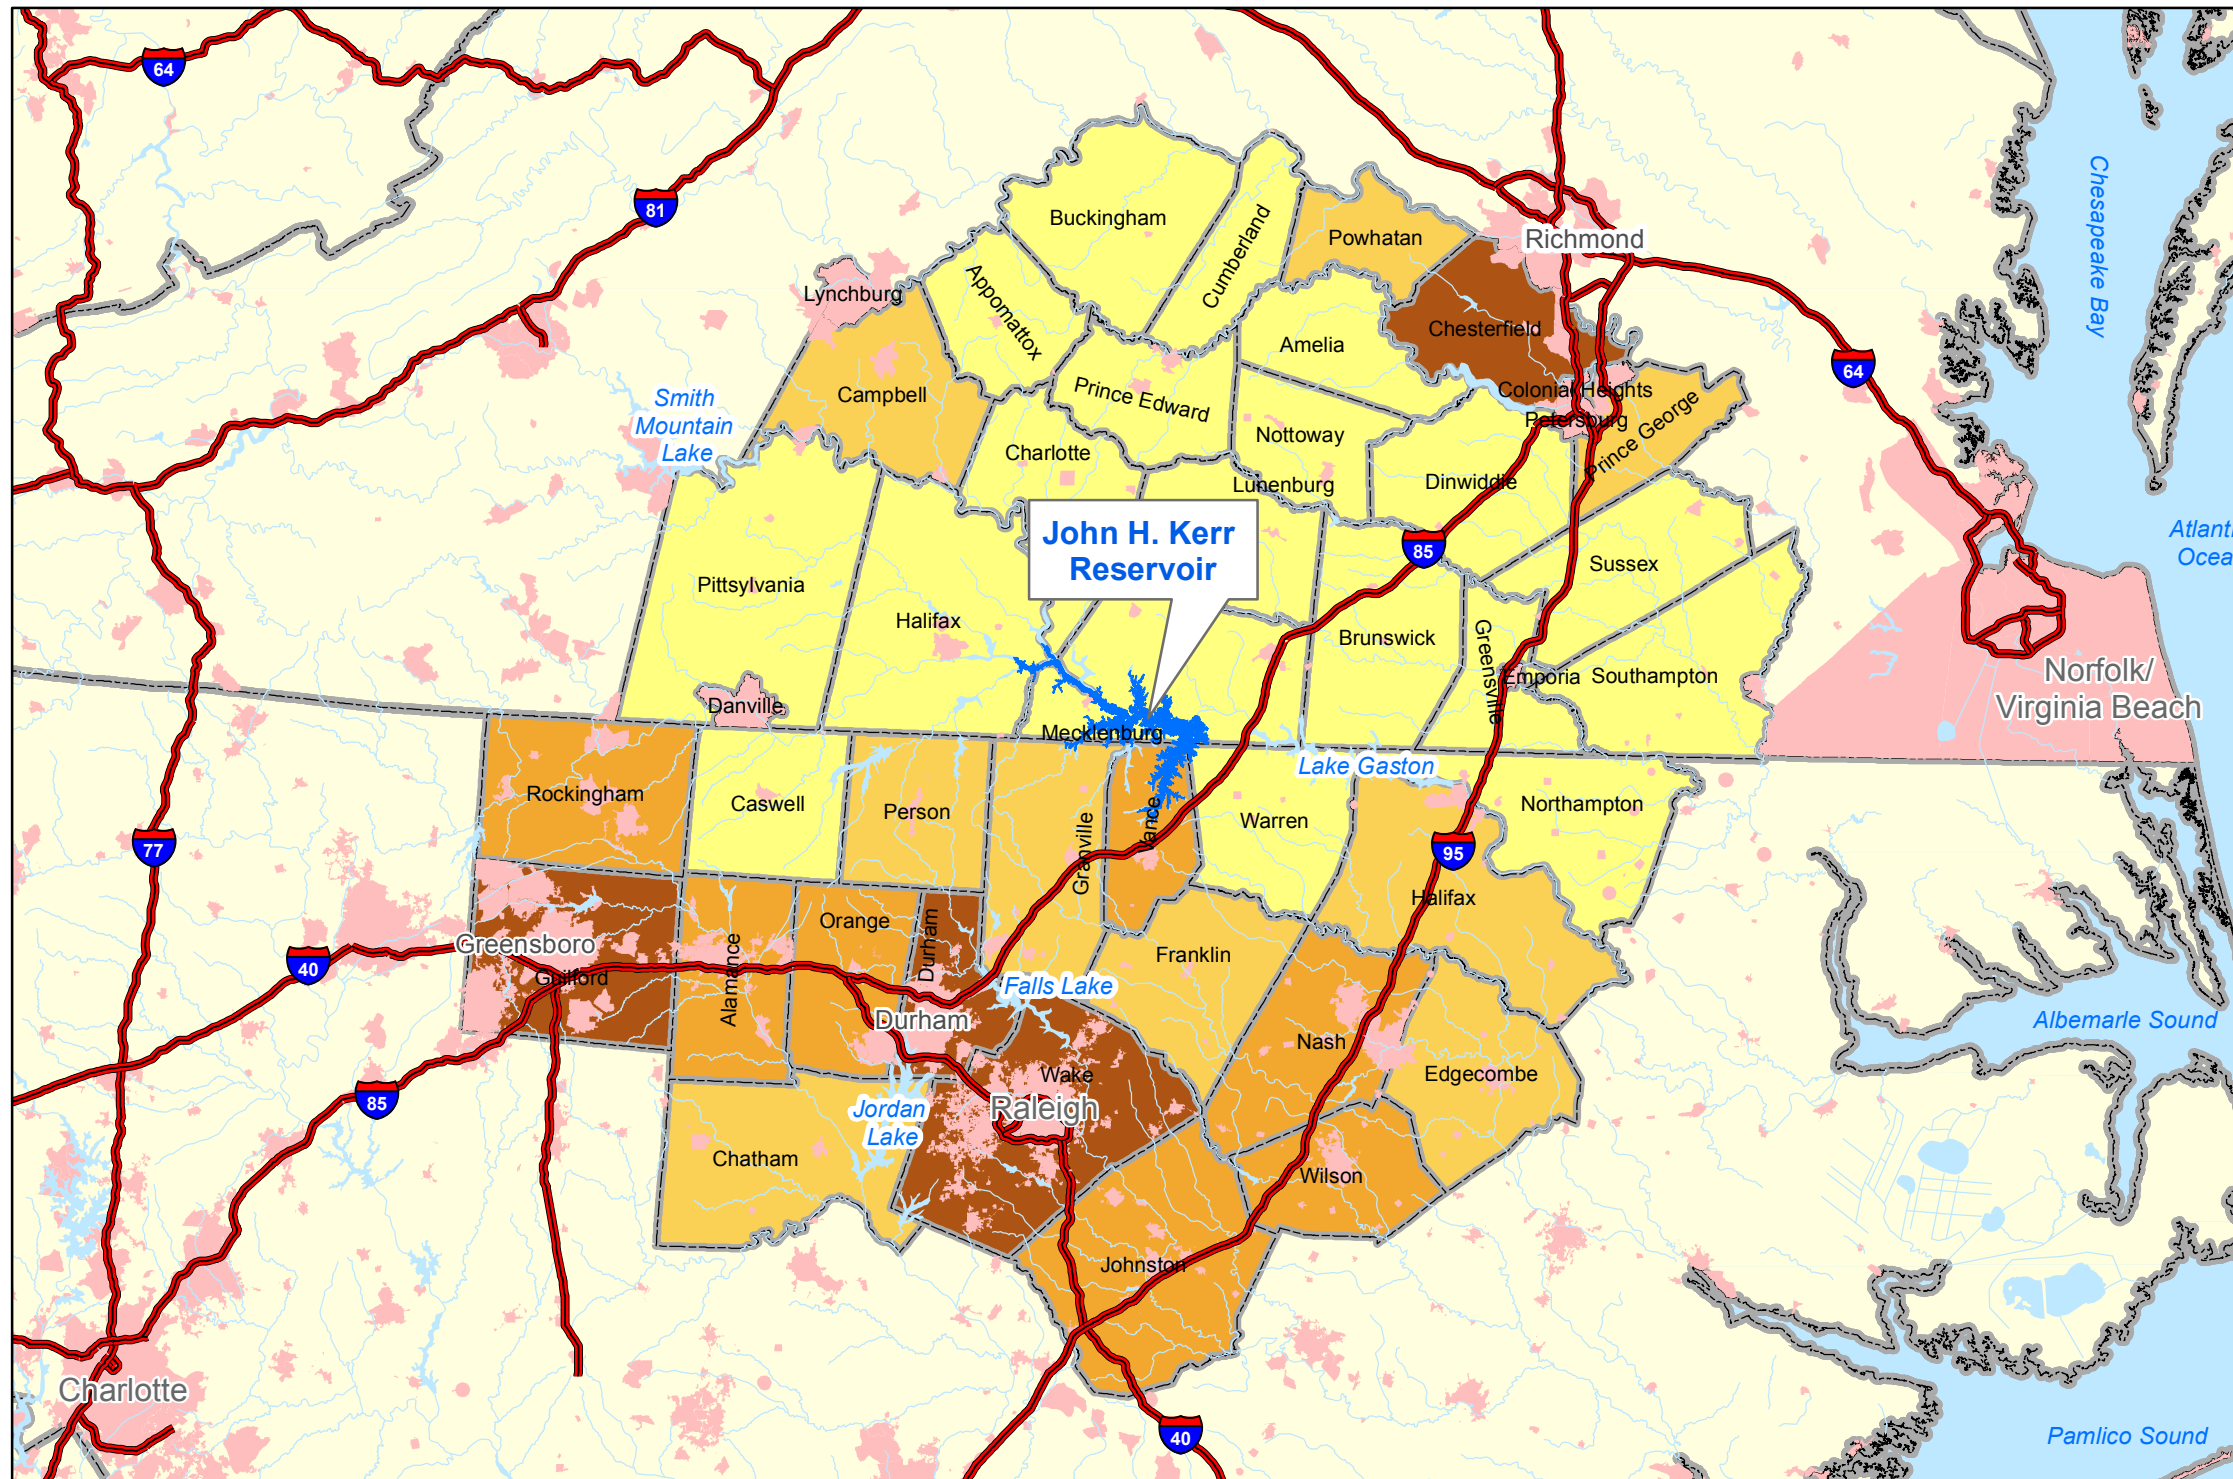 64
81
Chesapeake Bay
Buckingham
Cumberland
Powhatan
Richmond
Appomattox
Lynchburg
Chesterfield
Amelia
64
Smith
Mountain
Lake
Campbell
Prince Edward
Colonial Heights
Petersburg
Prince George
Charlotte
Nottoway
Lunenburg
Dinwiddie
John H. Kerr
Reservoir
85
Sussex
Atlant
Ocea
Pittsylvania
Halifax
Brunswick
Greensville
Emporia
Southampton
Norfolk/
Virginia Beach
Danville
Mecklenburg
Lake Gaston
Rockingham
Caswell
Person
Granville
Vance
Warren
Northampton
77
95
Halifax
Orange
Durham
Greensboro
40
Guilford
Alamance
Franklin
Falls Lake
Durham
Nash
Albemarle Sound
Edgecombe
Wake
85
Jordan
Lake
Raleigh
Chatham
Wilson
Johnston
Charlotte
40
Pamlico Sound